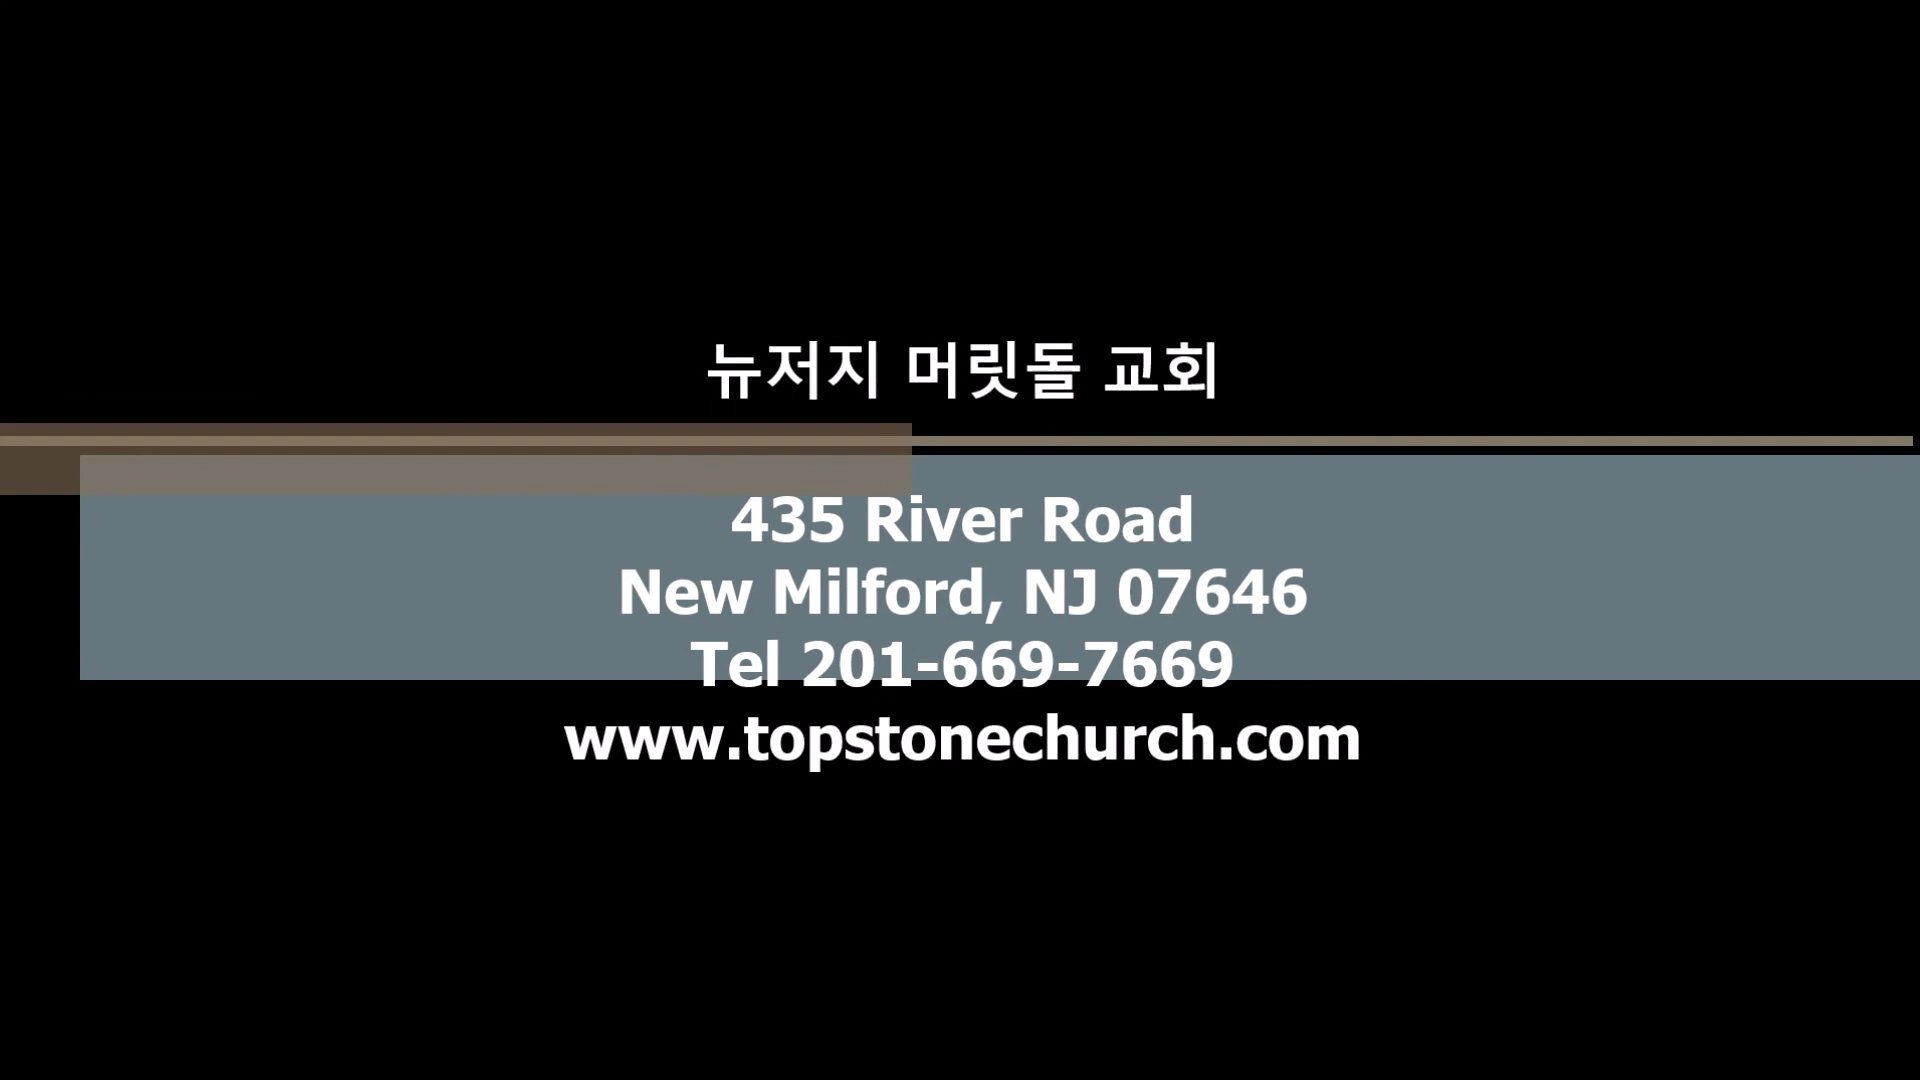 뉴저지 머릿돌 교회
435 River Road
New Milford, NJ 07646
Tel 201-669-7669
www.topstonechurch.com